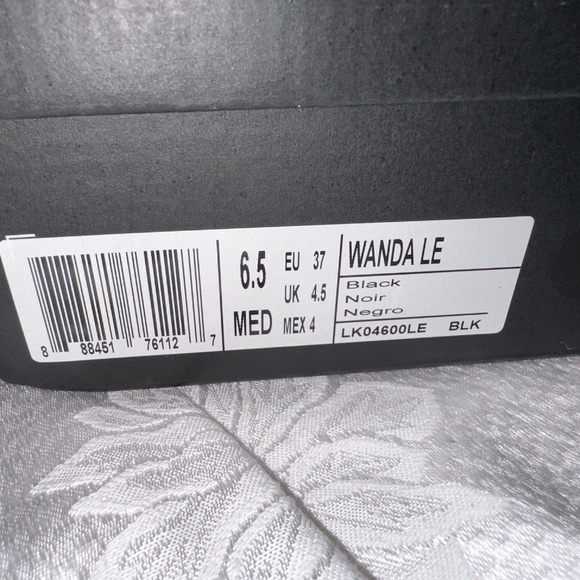 8 88451 76112 7
6.5 EU 37
UK 4.5
MED MEX 4
WANDA LE
Black
Noir
Negro
LK04600LE BLK